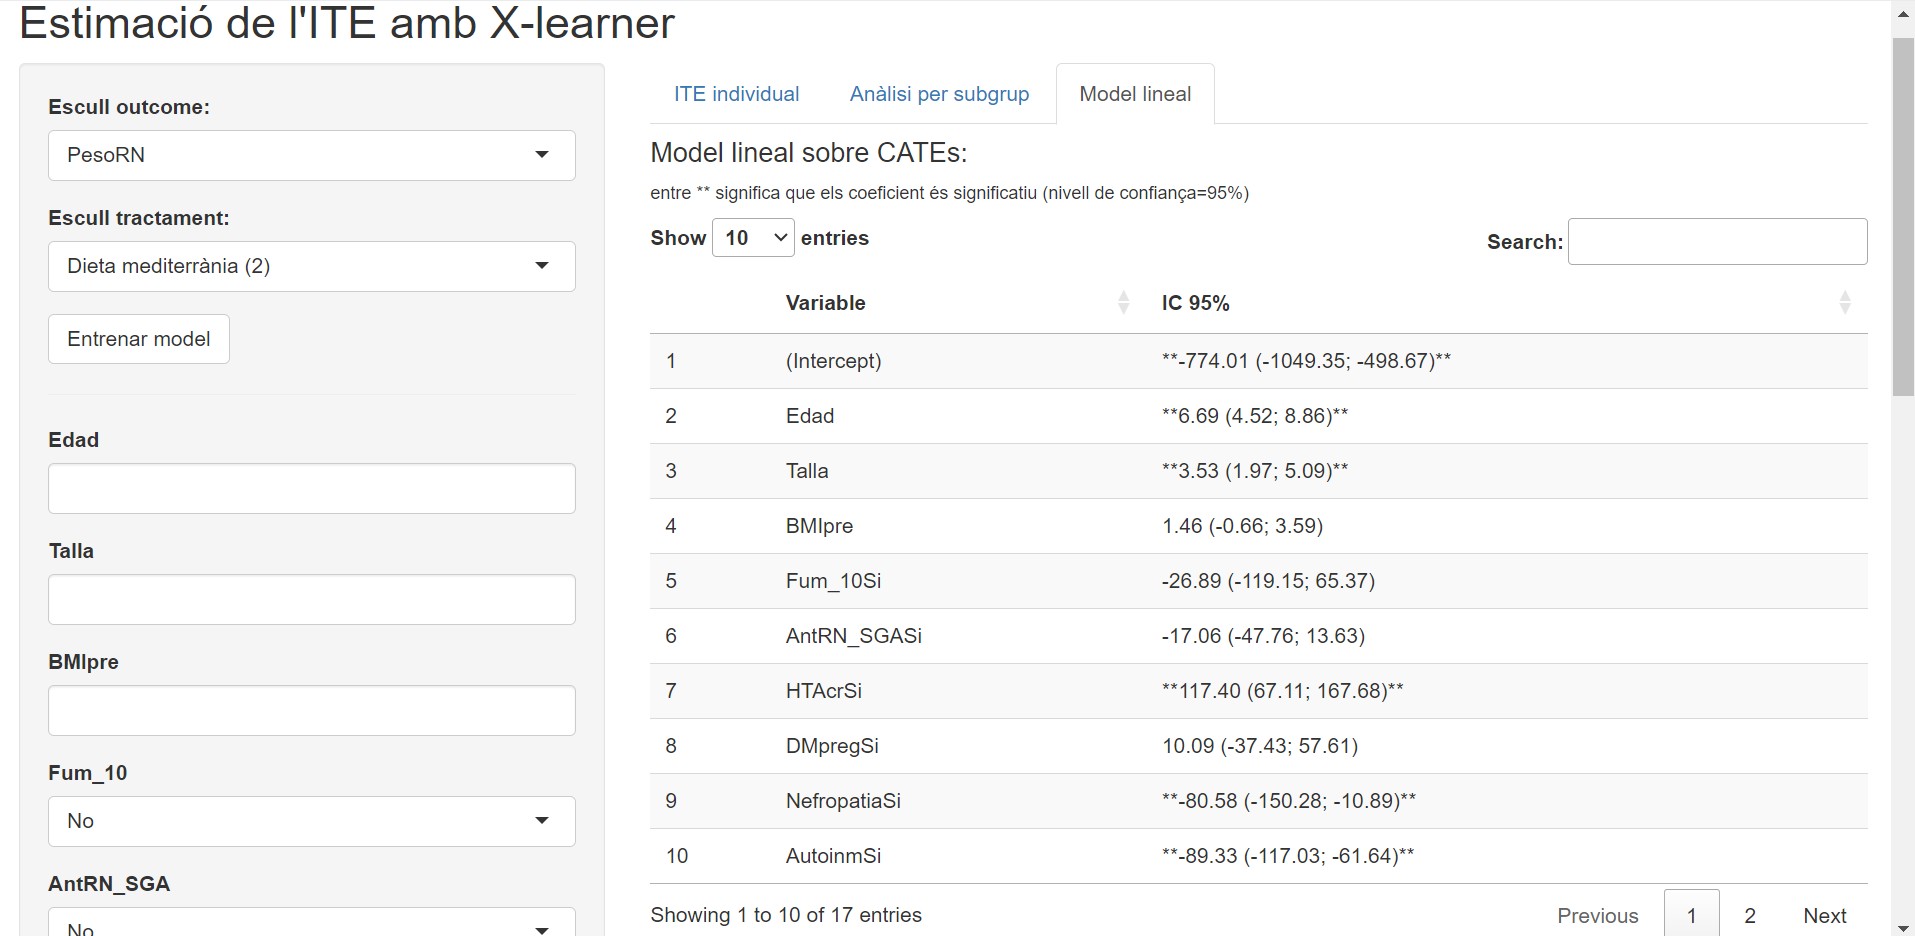 Estimació de l'ITE amb X-learner
Escull outcome:
PesoRN
Escull tractament:
Dieta mediterrània (2)
Entrenar model
Edad
Talla
BMIpre
Fum_10
No
AntRN_SGA
No
ITE individual
Anàlisi per subgrup
Model lineal
Model lineal sobre CATEs:
entre ** significa que els coeficient és significatiu (nivell de confiança=95%)
Show 10 entries
Search:
Variable IC 95%
1 (Intercept) **-774.01 (-1049.35; -498.67)**
2 Edad **6.69 (4.52; 8.86)**
3 Talla **3.53 (1.97; 5.09)**
4 BMIpre 1.46 (-0.66; 3.59)
5 Fum_10Si -26.89 (-119.15; 65.37)
6 AntRN_SGASi -17.06 (-47.76; 13.63)
7 HTAcrSi **117.40 (67.11; 167.68)**
8 DMpregSi 10.09 (-37.43; 57.61)
9 NefropatiaSi **-80.58 (-150.28; -10.89)**
10 AutoinmSi **-89.33 (-117.03; -61.64)**
Showing 1 to 10 of 17 entries
Previous 1 2 Next